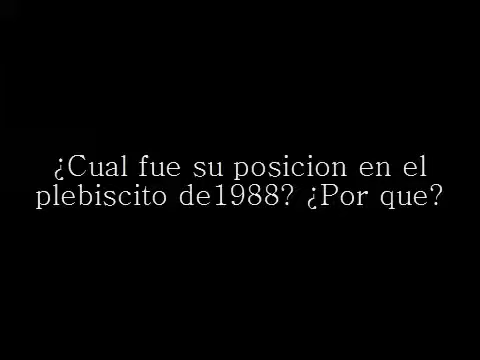 ¿Cual fue su posicion en el
plebiscito de1988? ¿Por que?